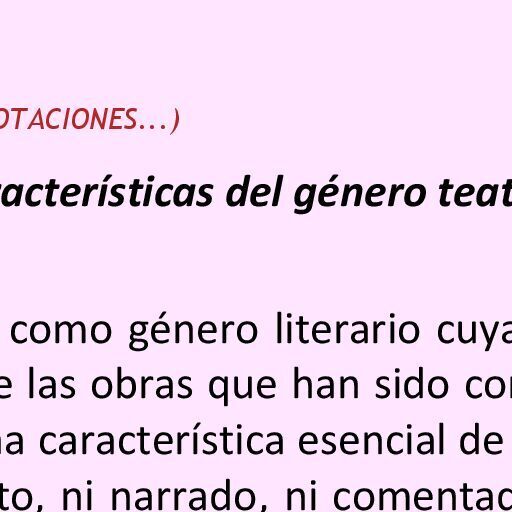 OTACIONES...)
racterísticas del género teat
como género literario cuya
e las obras que han sido con
na característica esencial de
to, ni narrado, ni comentad